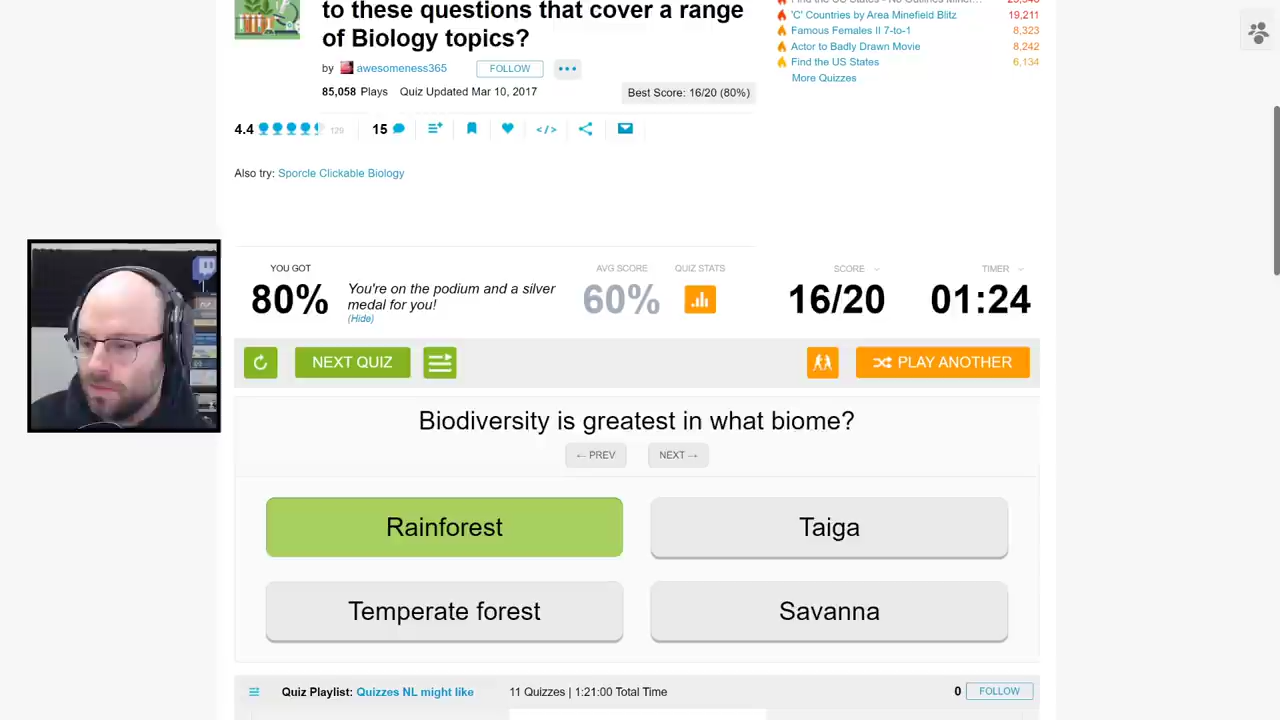 to these questions that cover a range
of Biology topics?
by awesomeness365 FOLLOW •••
85,058 Plays Quiz Updated Mar 10, 2017
Best Score: 16/20 (80%)
4.4 129 15 </>
Also try: Sporcle Clickable Biology
'C' Countries by Area Minefield Blitz 19,211
Famous Females II 7-to-1 8,323
Actor to Badly Drawn Movie 8,242
Find the US States 6,134
More Quizzes
YOU GOT
80%
You're on the podium and a silver
medal for you!
(Hide)
AVG SCORE
60%
QUIZ STATS
SCORE
16/20
TIMER
01:24
NEXT QUIZ
PLAY ANOTHER
Biodiversity is greatest in what biome?
← PREV NEXT →
Rainforest Taiga
Temperate forest Savanna
Quiz Playlist: Quizzes NL might like 11 Quizzes | 1:21:00 Total Time 0 FOLLOW